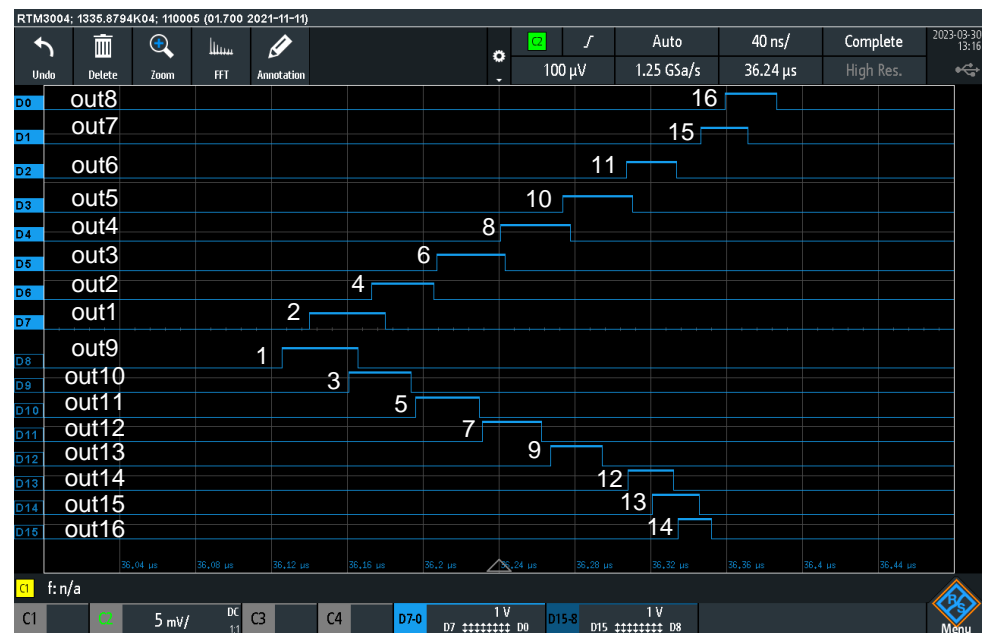 RTM3004; 1335.8794K04; 110005 (01.700 2021-11-11)
Undo Delete Zoom FFT Annotation
C2 Auto 40 ns/ Complete 2023-03-30
13:16
100 µV 1.25 GSa/s 36.24 µs High Res.
D0 out8 16
D1 out7 15
D2 out6 11
D3 out5 10
D4 out4 8
D5 out3 6
D6 out2 4
D7 out1 2
D8 out9 1
D9 out10 3
D10 out11 5
D11 out12 7
D12 out13 9
D13 out14 12
D14 out15 13
D15 out16 14
36,04 µs 36,08 µs 36,12 µs 36,16 µs 36,2 µs 36,24 µs 36,28 µs 36,32 µs 36,36 µs 36,4 µs 36,44 µs
C1 f: n/a
C1 C2 5 mV/ DC 1:1 C3 C4 D7-0 1 V D7 D0 D15-8 1 V D15 D8 R&S Menu